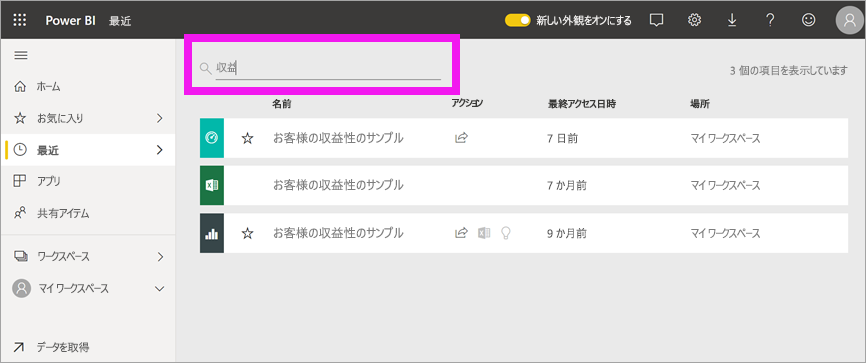 Power BI 最近 新しい外観をオンにする
収益
3 個の項目を表示しています
ホーム
お気に入り
最近
アプリ
共有アイテム
ワークスペース
マイ ワークスペース
データを取得
名前 アクション 最終アクセス日時 場所
お客様の収益性のサンプル 7 日前 マイ ワークスペース
お客様の収益性のサンプル 7 か月前 マイ ワークスペース
お客様の収益性のサンプル 9 か月前 マイ ワークスペース